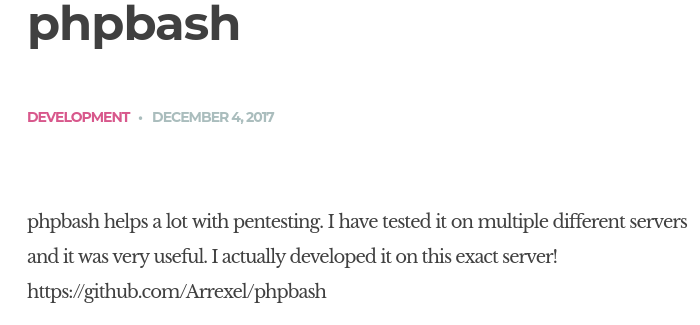 phpbash
DEVELOPMENT • DECEMBER 4, 2017
phpbash helps a lot with pentesting. I have tested it on multiple different servers
and it was very useful. I actually developed it on this exact server!
https://github.com/Arrexel/phpbash